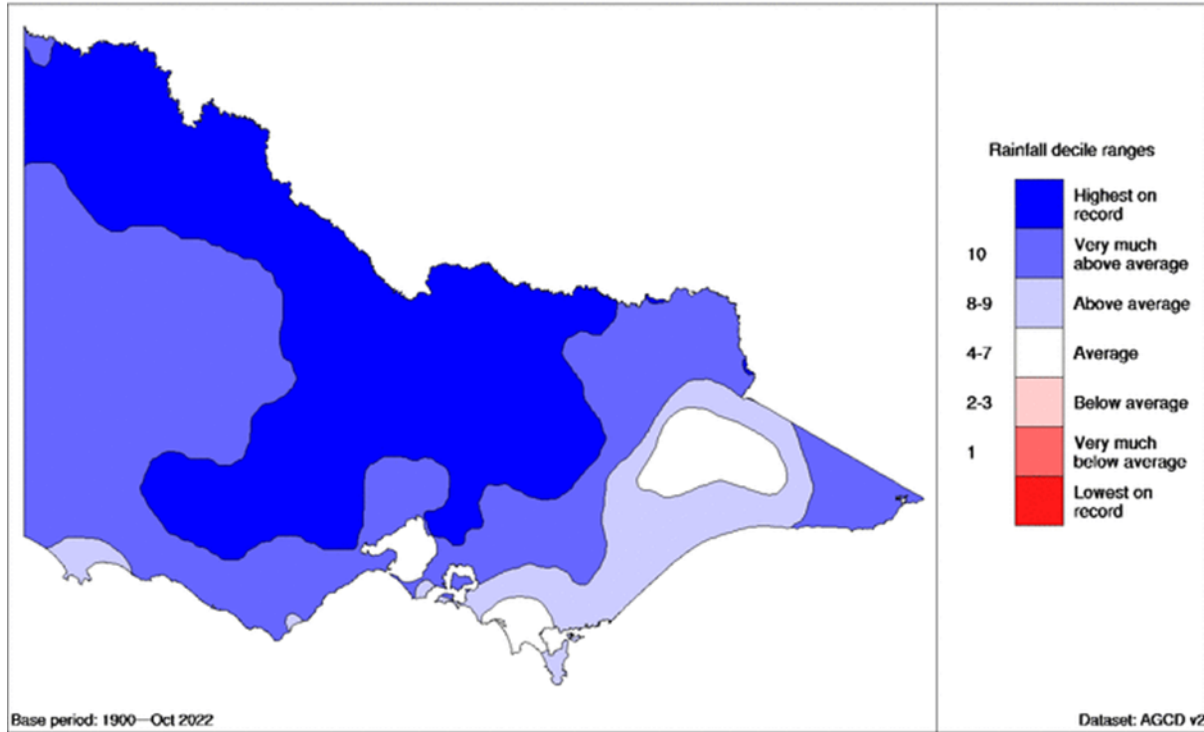 Rainfall decile ranges
Highest on
record
10
Very much
above average
8-9
Above average
4-7
Average
2-3
Below average
1
Very much
below average
Lowest on
record
Base period: 1900—Oct 2022
Dataset: AGCD v2